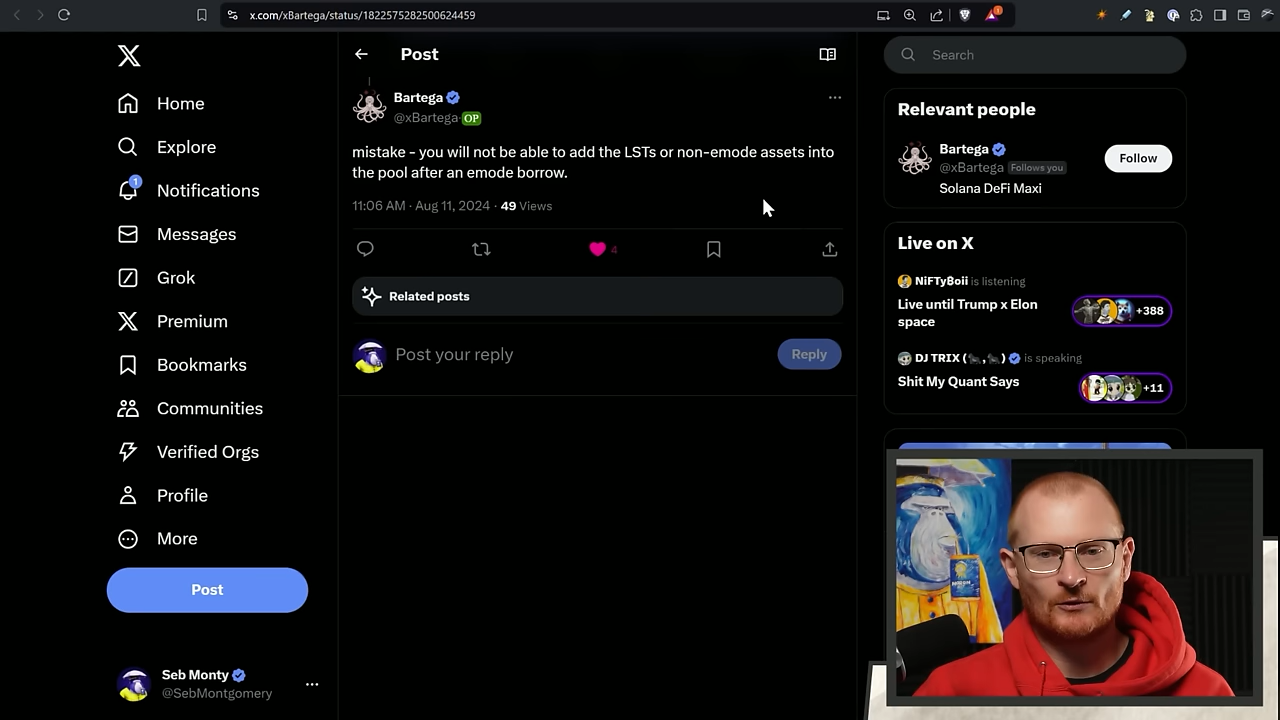 x.com/xBartega/status/1822575282500624459
Home
Explore
1
Notifications
Messages
Grok
Premium
Bookmarks
Communities
Verified Orgs
Profile
More
Post
Seb Monty
@SebMontgomery
Post
Bartega
@xBartega OP
mistake - you will not be able to add the LSTs or non-emode assets into
the pool after an emode borrow.
11:06 AM · Aug 11, 2024 · 49 Views
4
Related posts
Post your reply
Reply
Search
Relevant people
Bartega
@xBartega Follows you
Follow
Solana DeFi Maxi
Live on X
NiFTyBoii is listening
Live until Trump x Elon
space
+388
DJ TRIX (🐈‍⬛,🐈‍⬛) is speaking
Shit My Quant Says
+11